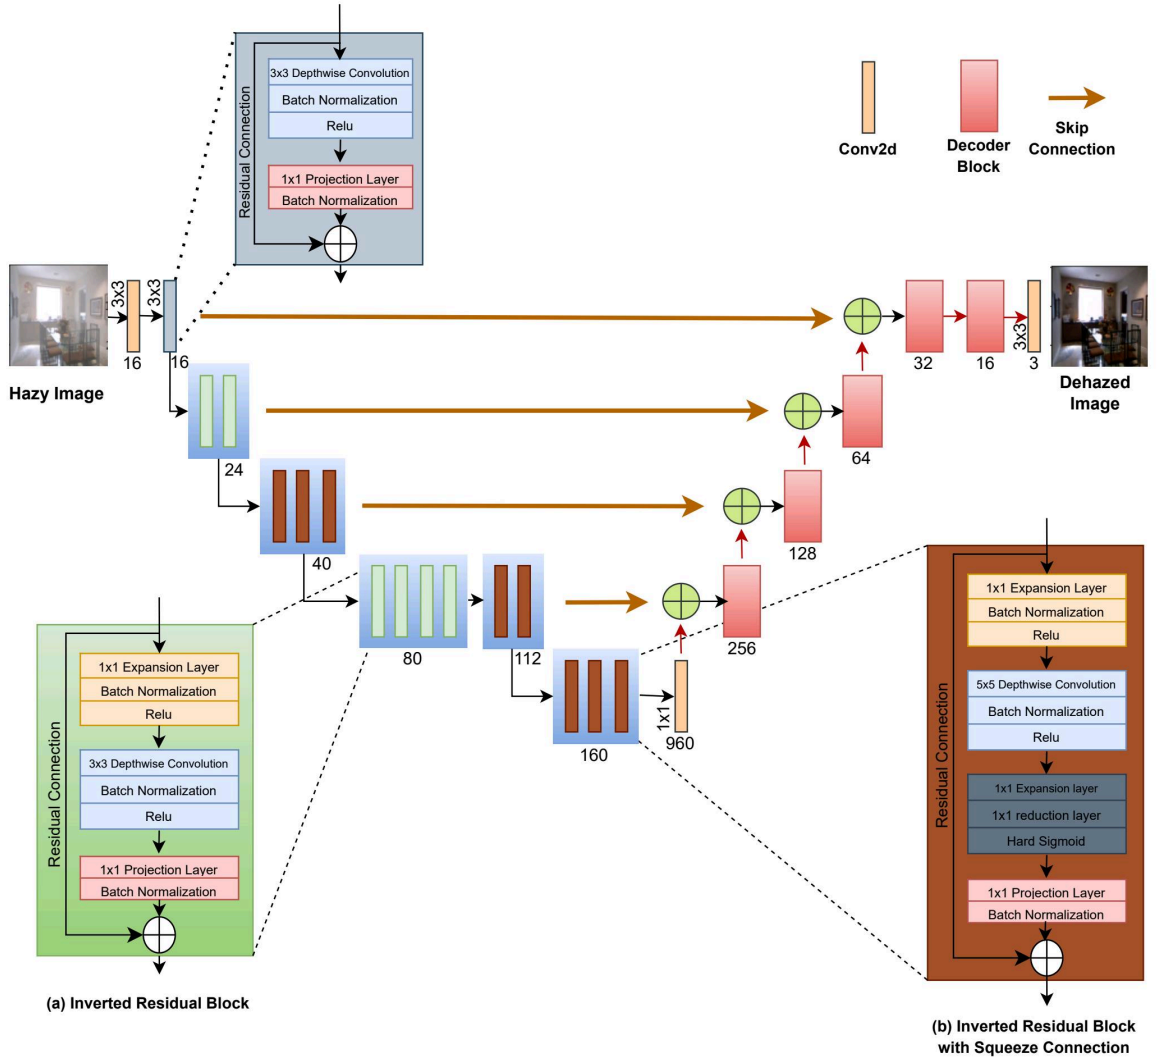 Residual Connection
3x3 Depthwise Convolution
Batch Normalization
Relu
1x1 Projection Layer
Batch Normalization
Conv2d
Decoder
Block
Skip
Connection
3x3
3x3
16
16
Hazy Image
32
16
3x3
3
Dehazed
Image
24
64
40
128
80
112
256
160
1x1
960
Residual Connection
1x1 Expansion Layer
Batch Normalization
Relu
3x3 Depthwise Convolution
Batch Normalization
Relu
1x1 Projection Layer
Batch Normalization
(a) Inverted Residual Block
Residual Connection
1x1 Expansion Layer
Batch Normalization
Relu
5x5 Depthwise Convolution
Batch Normalization
Relu
1x1 Expansion layer
1x1 reduction layer
Hard Sigmoid
1x1 Projection Layer
Batch Normalization
(b) Inverted Residual Block
with Squeeze Connection